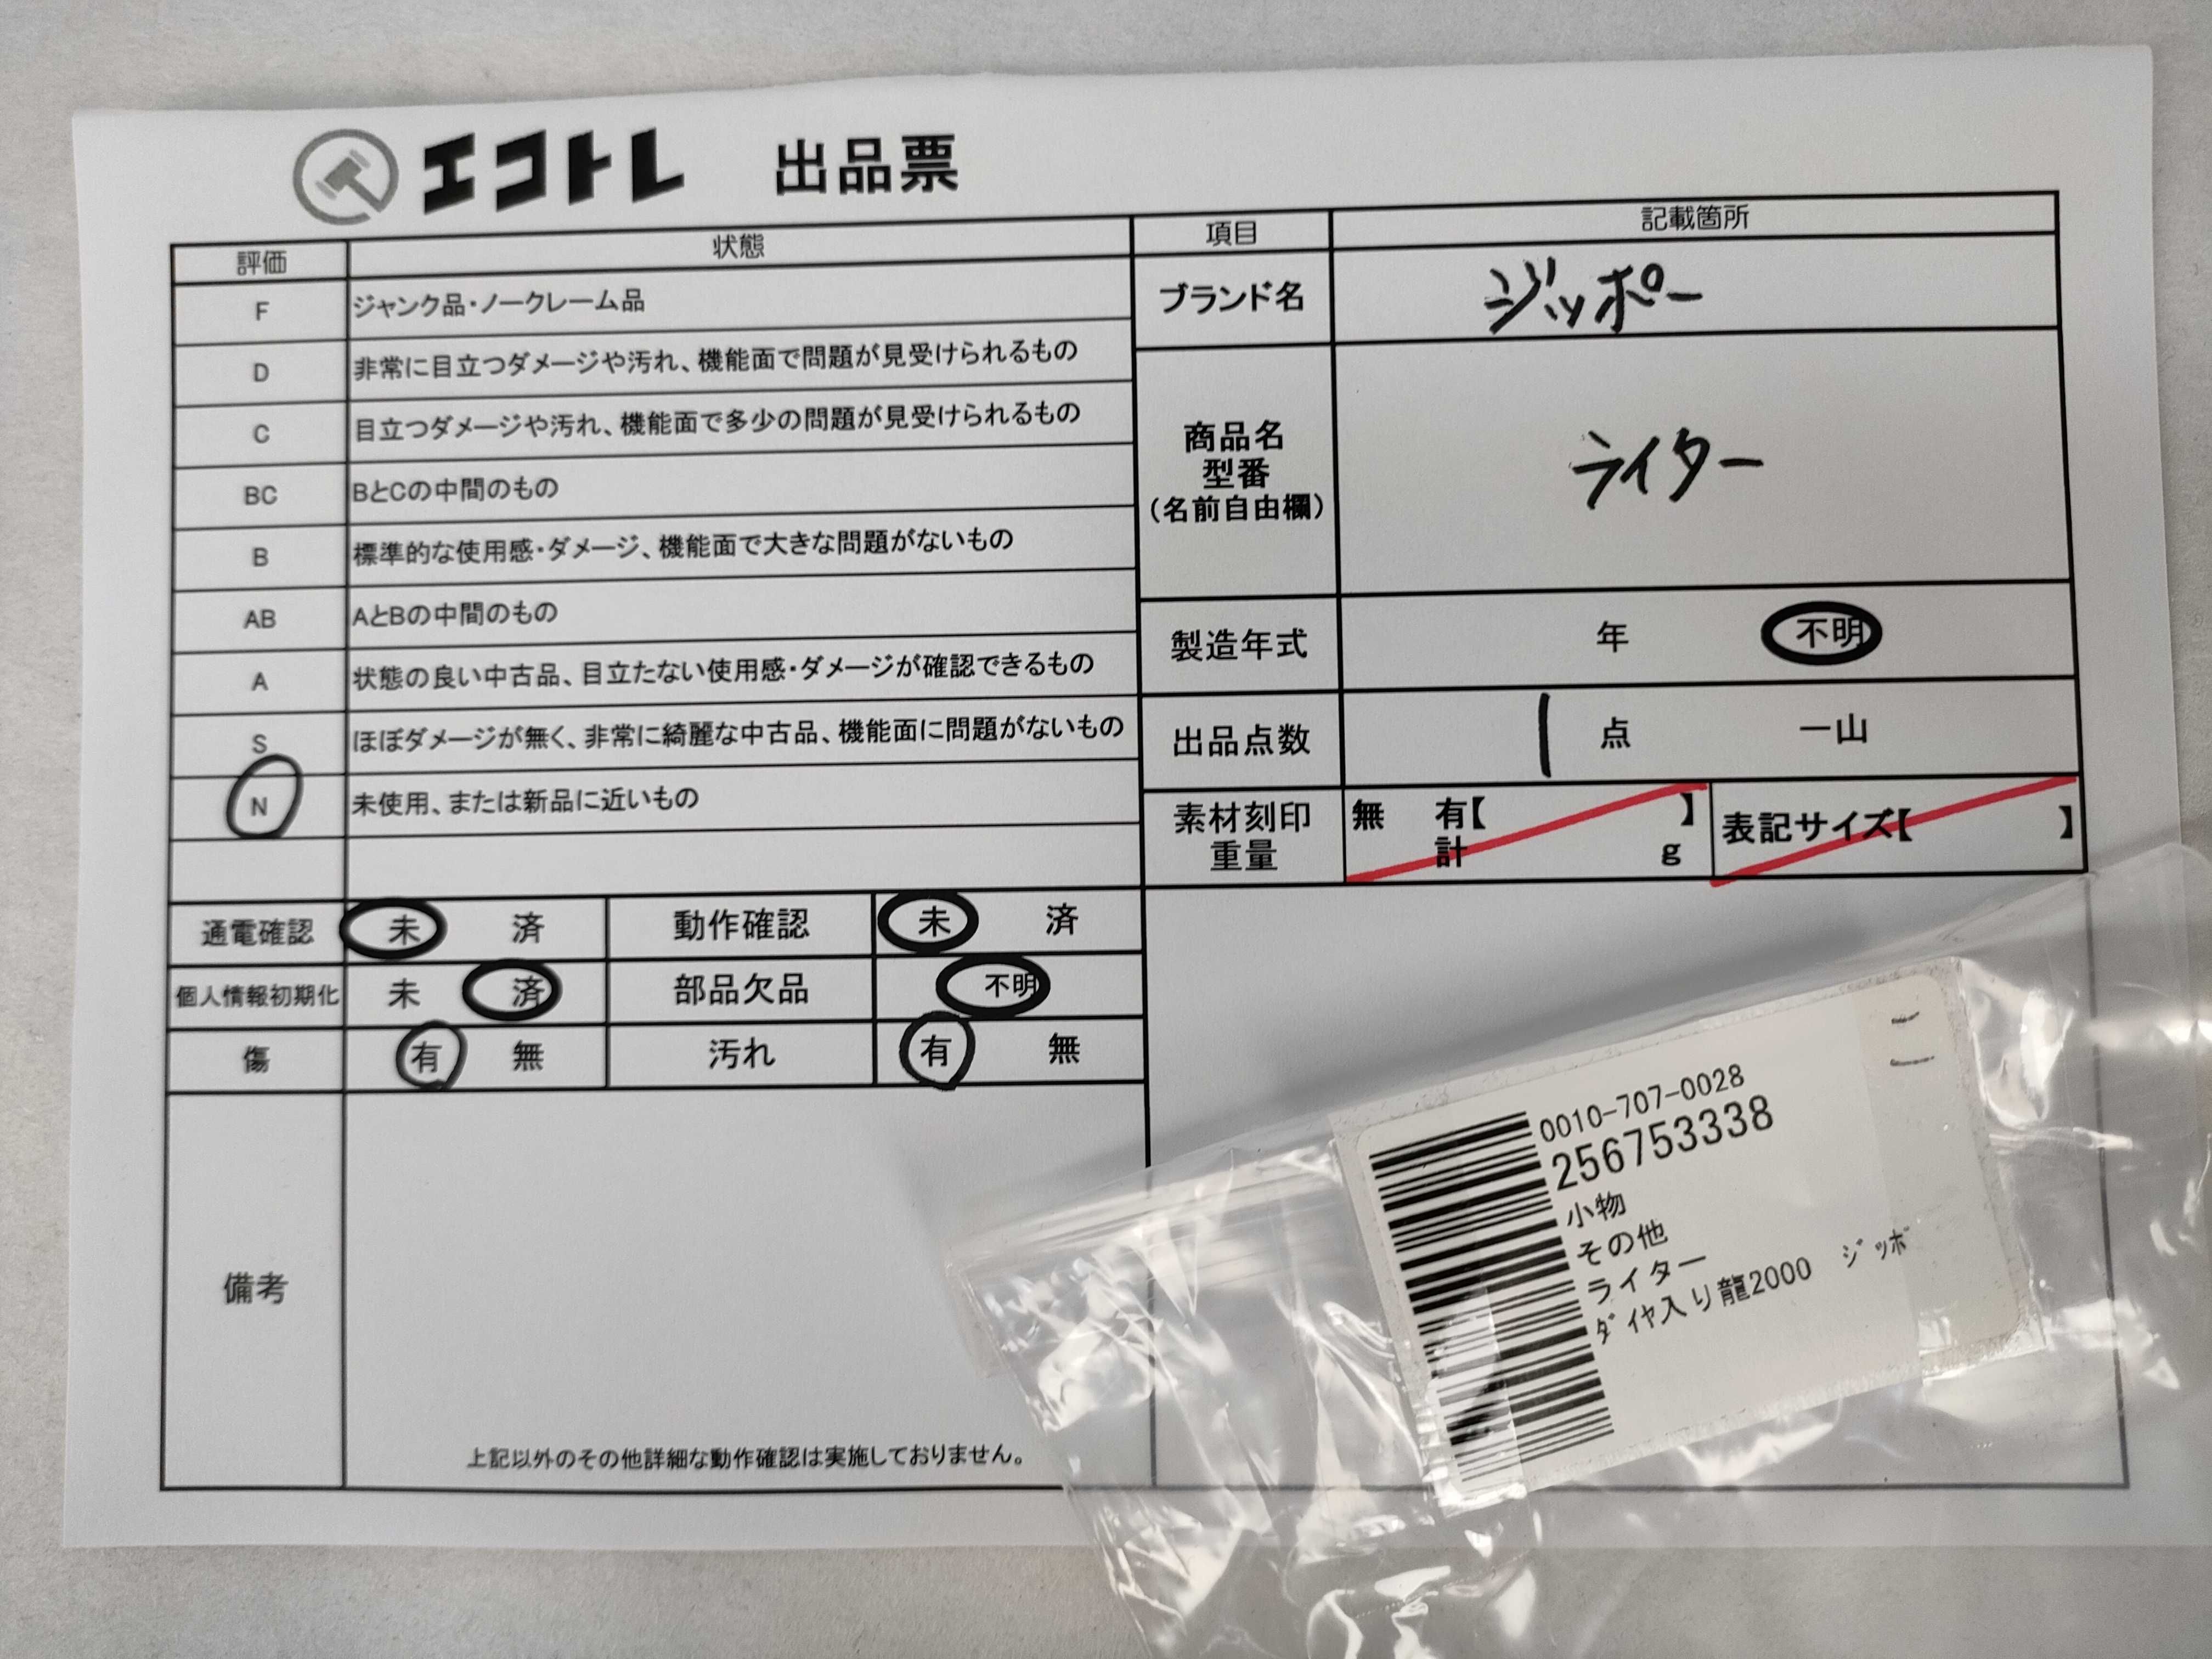 エコトレ 出品票
評価 状態
F ジャンク品・ノークレーム品
D 非常に目立つダメージや汚れ、機能面で問題が見受けられるもの
C 目立つダメージや汚れ、機能面で多少の問題が見受けられるもの
BC BとCの中間のもの
B 標準的な使用感・ダメージ、機能面で大きな問題がないもの
AB AとBの中間のもの
A 状態の良い中古品、目立たない使用感・ダメージが確認できるもの
S ほぼダメージが無く、非常に綺麗な中古品、機能面に問題がないもの
N 未使用、または新品に近いもの
通電確認 未 済 動作確認 未 済
個人情報初期化 未 済 部品欠品 不明
傷 有 無 汚れ 有 無
備考
上記以外のその他詳細な動作確認は実施しておりません。
項目 記載箇所
ブランド名 ジッポー
商品名
型番
(名前自由欄)
ライター
製造年式 年 不明
出品点数 1 点 一山
素材刻印 無 有【 】 表記サイズ【 】
重量 計 g
0010-707-0028
256753338
小物
その他
ライター
ﾀﾞｲﾔ入り龍2000 ｼﾞｯﾎﾟ